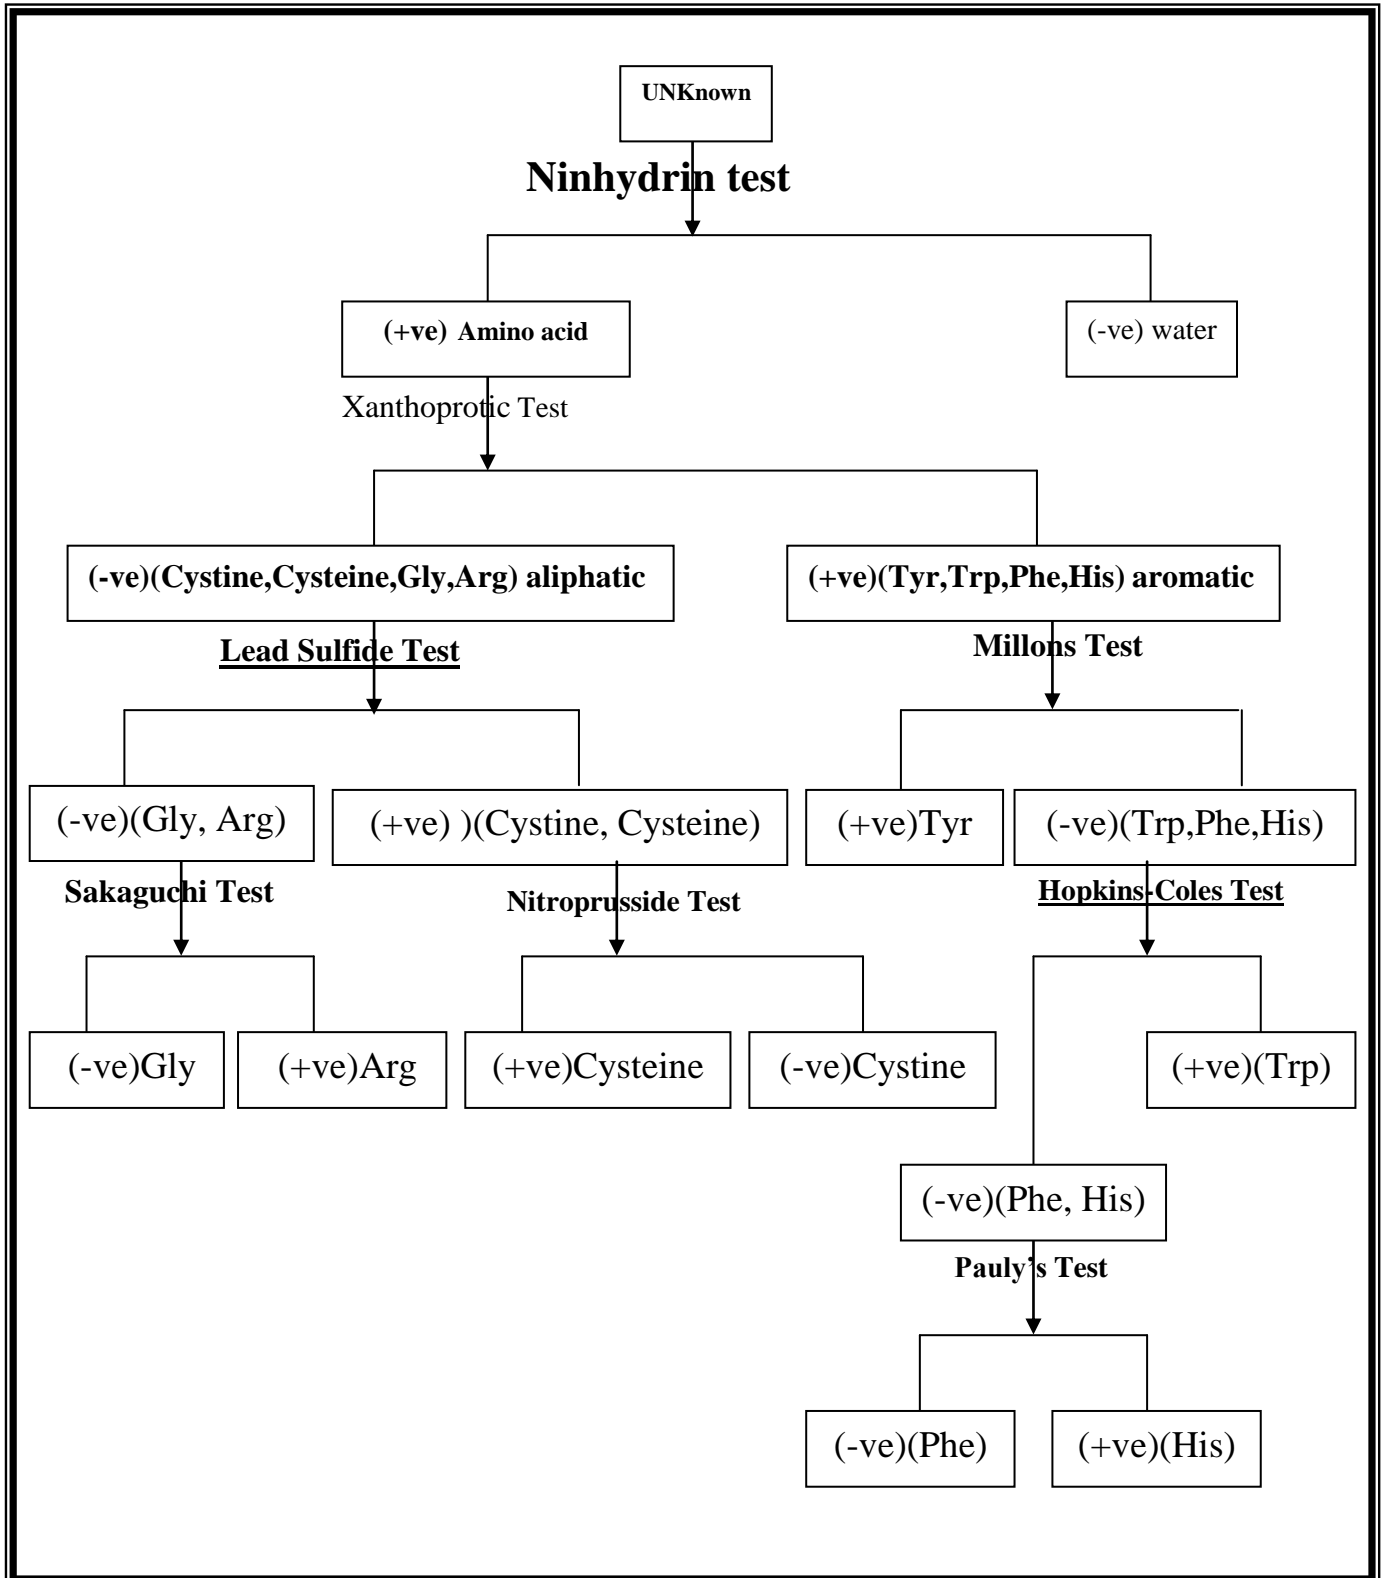 UNKnown
Ninhydrin test
(+ve) Amino acid
(-ve) water
Xanthoprotic Test
(-ve)(Cystine,Cysteine,Gly,Arg) aliphatic
(+ve)(Tyr,Trp,Phe,His) aromatic
Lead Sulfide Test
Millons Test
(-ve)(Gly, Arg)
(+ve) )(Cystine, Cysteine)
(+ve)Tyr
(-ve)(Trp,Phe,His)
Sakaguchi Test
Nitroprusside Test
Hopkins-Coles Test
(-ve)Gly
(+ve)Arg
(+ve)Cysteine
(-ve)Cystine
(+ve)(Trp)
(-ve)(Phe, His)
Pauly's Test
(-ve)(Phe)
(+ve)(His)